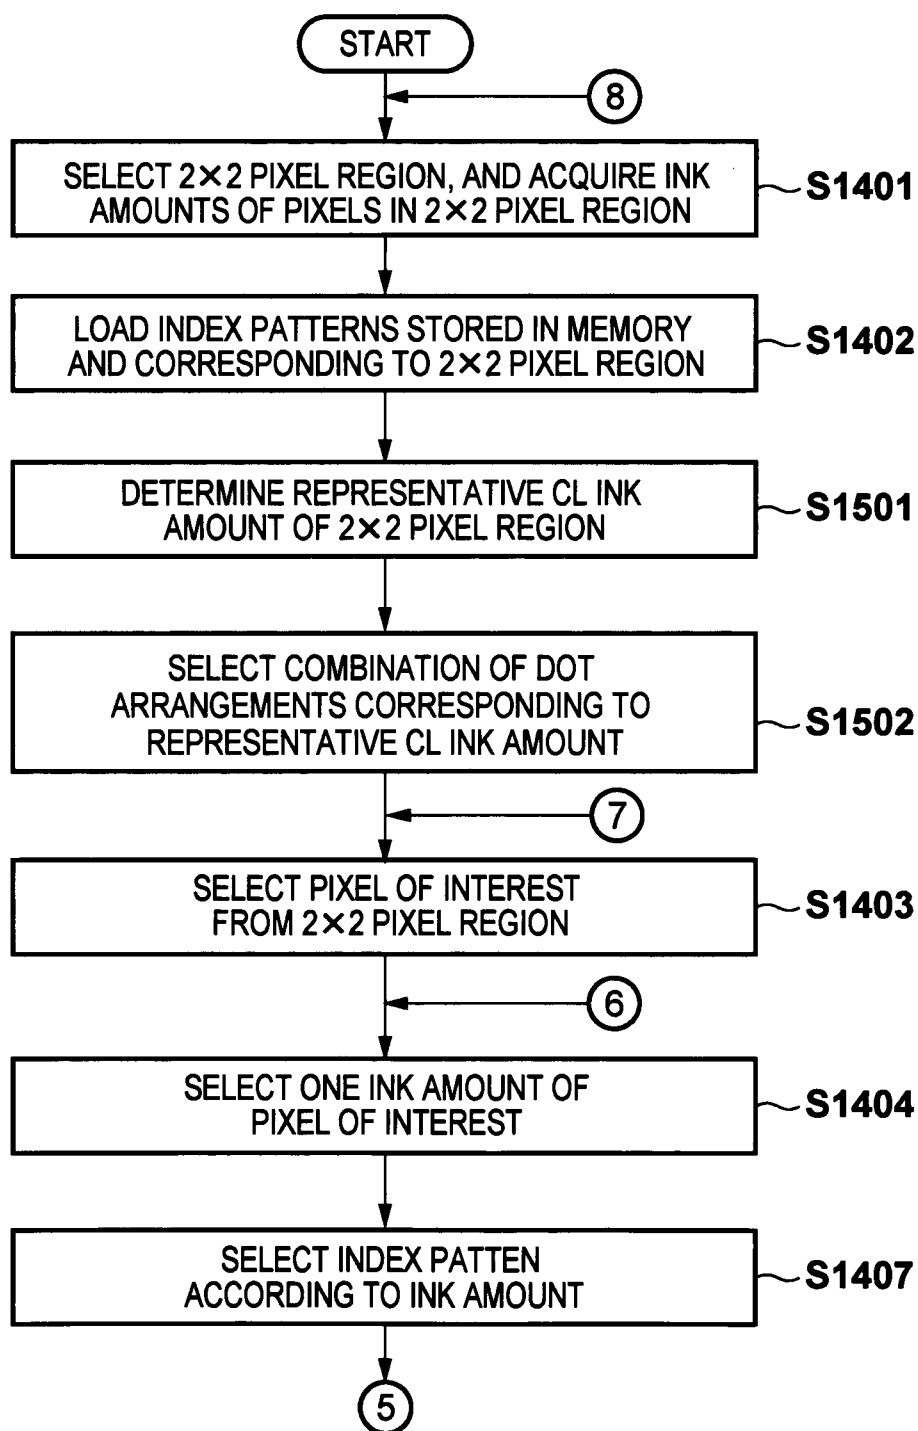 START
8
SELECT 2×2 PIXEL REGION, AND ACQUIRE INK
AMOUNTS OF PIXELS IN 2×2 PIXEL REGION
S1401
LOAD INDEX PATTERNS STORED IN MEMORY
AND CORRESPONDING TO 2×2 PIXEL REGION
S1402
DETERMINE REPRESENTATIVE CL INK
AMOUNT OF 2×2 PIXEL REGION
S1501
SELECT COMBINATION OF DOT
ARRANGEMENTS CORRESPONDING TO
REPRESENTATIVE CL INK AMOUNT
S1502
7
SELECT PIXEL OF INTEREST
FROM 2×2 PIXEL REGION
S1403
6
SELECT ONE INK AMOUNT OF
PIXEL OF INTEREST
S1404
SELECT INDEX PATTEN
ACCORDING TO INK AMOUNT
S1407
5